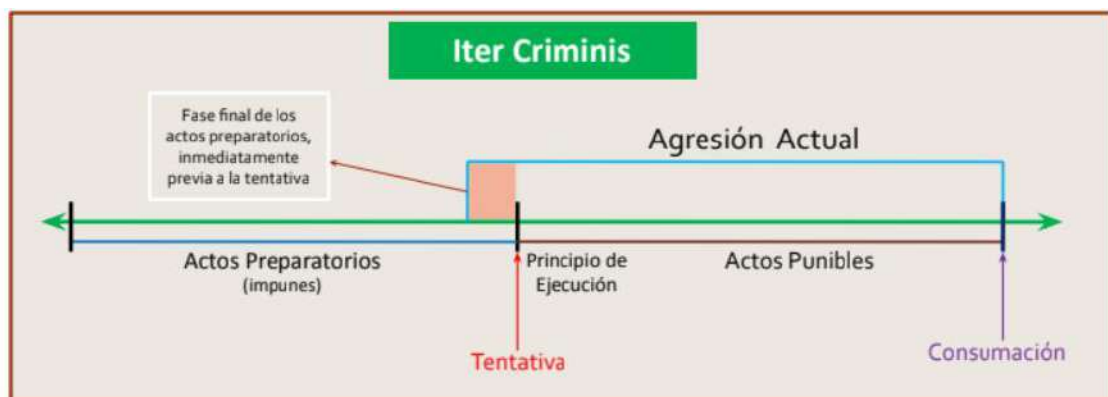 Iter Criminis
Fase final de los
actos preparatorios,
inmediatamente
previa a la tentativa
Agresión Actual
Actos Preparatorios
(impunes)
Principio de
Ejecución
Actos Punibles
Tentativa
Consumación